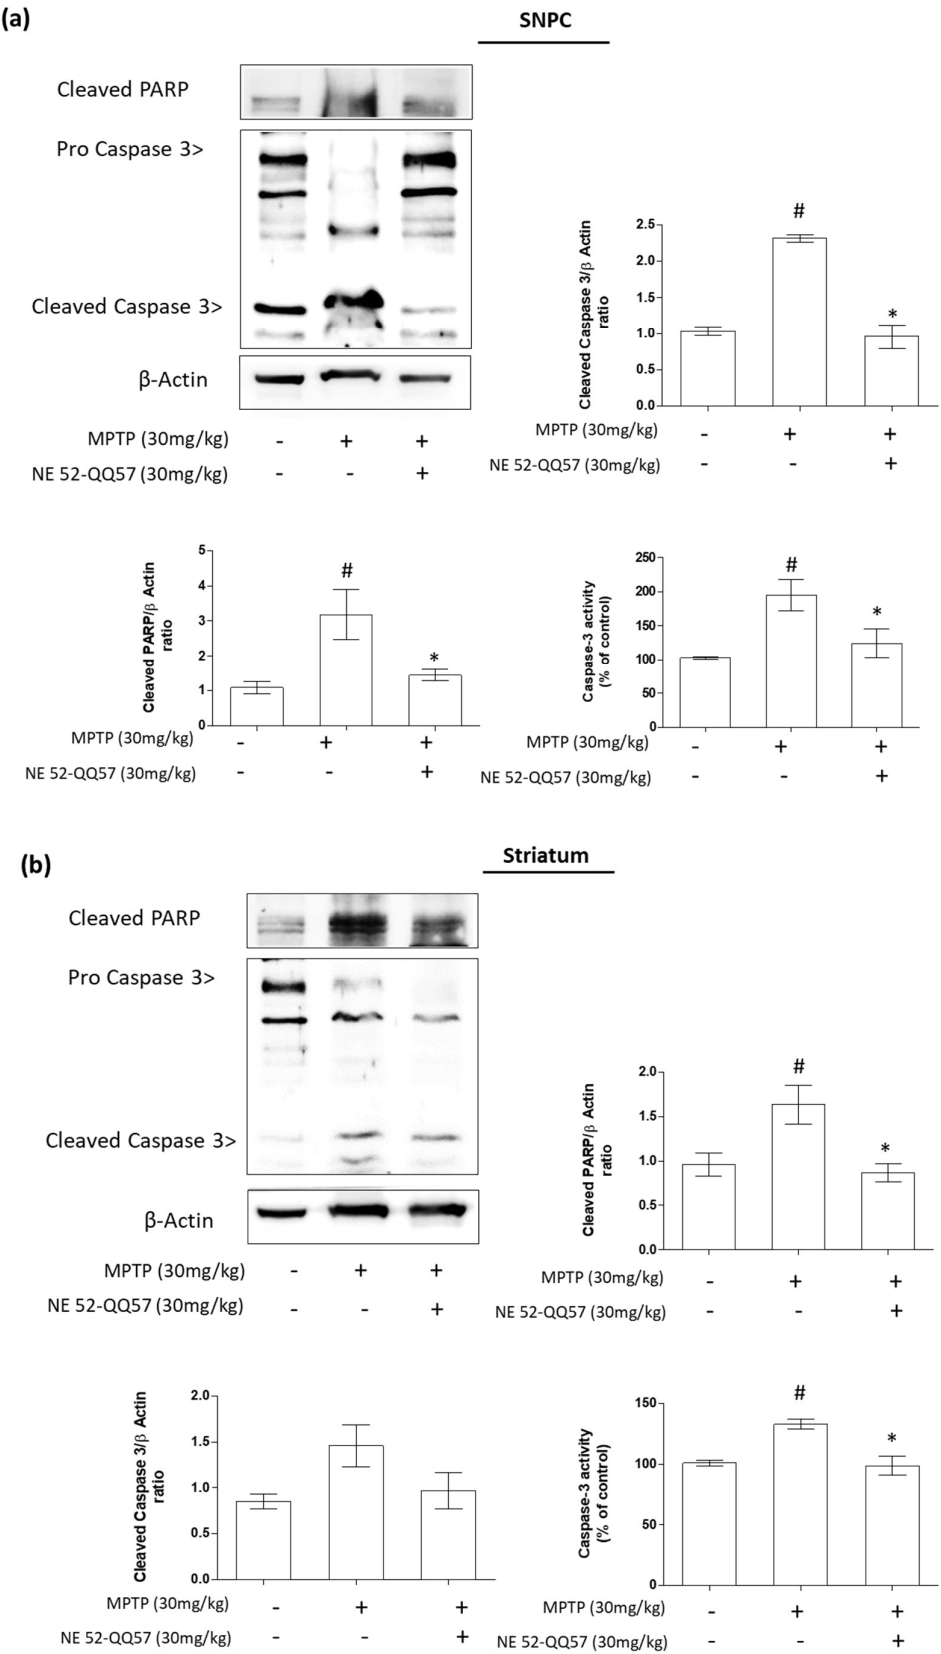 (a)
SNPC
Cleaved PARP
Pro Caspase 3>
Cleaved Caspase 3>
β-Actin
MPTP (30mg/kg) - + +
NE 52-QQ57 (30mg/kg) - - +
Cleaved Caspase 3/β Actin
ratio
2.5
2.0
1.5
1.0
0.5
0.0
#
*
MPTP (30mg/kg) - + +
NE 52-QQ57 (30mg/kg) - - +
Cleaved PARP/β Actin
ratio
5
4
3
2
1
0
#
*
MPTP (30mg/kg) - + +
NE 52-QQ57 (30mg/kg) - - +
Caspase-3 activity
(% of control)
250
200
150
100
50
0
#
*
MPTP (30mg/kg) - + +
NE 52-QQ57 (30mg/kg) - - +
(b)
Striatum
Cleaved PARP
Pro Caspase 3>
Cleaved Caspase 3>
β-Actin
MPTP (30mg/kg) - + +
NE 52-QQ57 (30mg/kg) - - +
Cleaved PARP/β Actin
ratio
2.0
1.5
1.0
0.5
0.0
#
*
MPTP (30mg/kg) - + +
NE 52-QQ57 (30mg/kg) - - +
Cleaved Caspase 3/β Actin
ratio
2.0
1.5
1.0
0.5
0.0
MPTP (30mg/kg) - + +
NE 52-QQ57 (30mg/kg) - - +
Caspase-3 activity
(% of control)
150
100
50
0
#
*
MPTP (30mg/kg) - + +
NE 52-QQ57 (30mg/kg) - - +